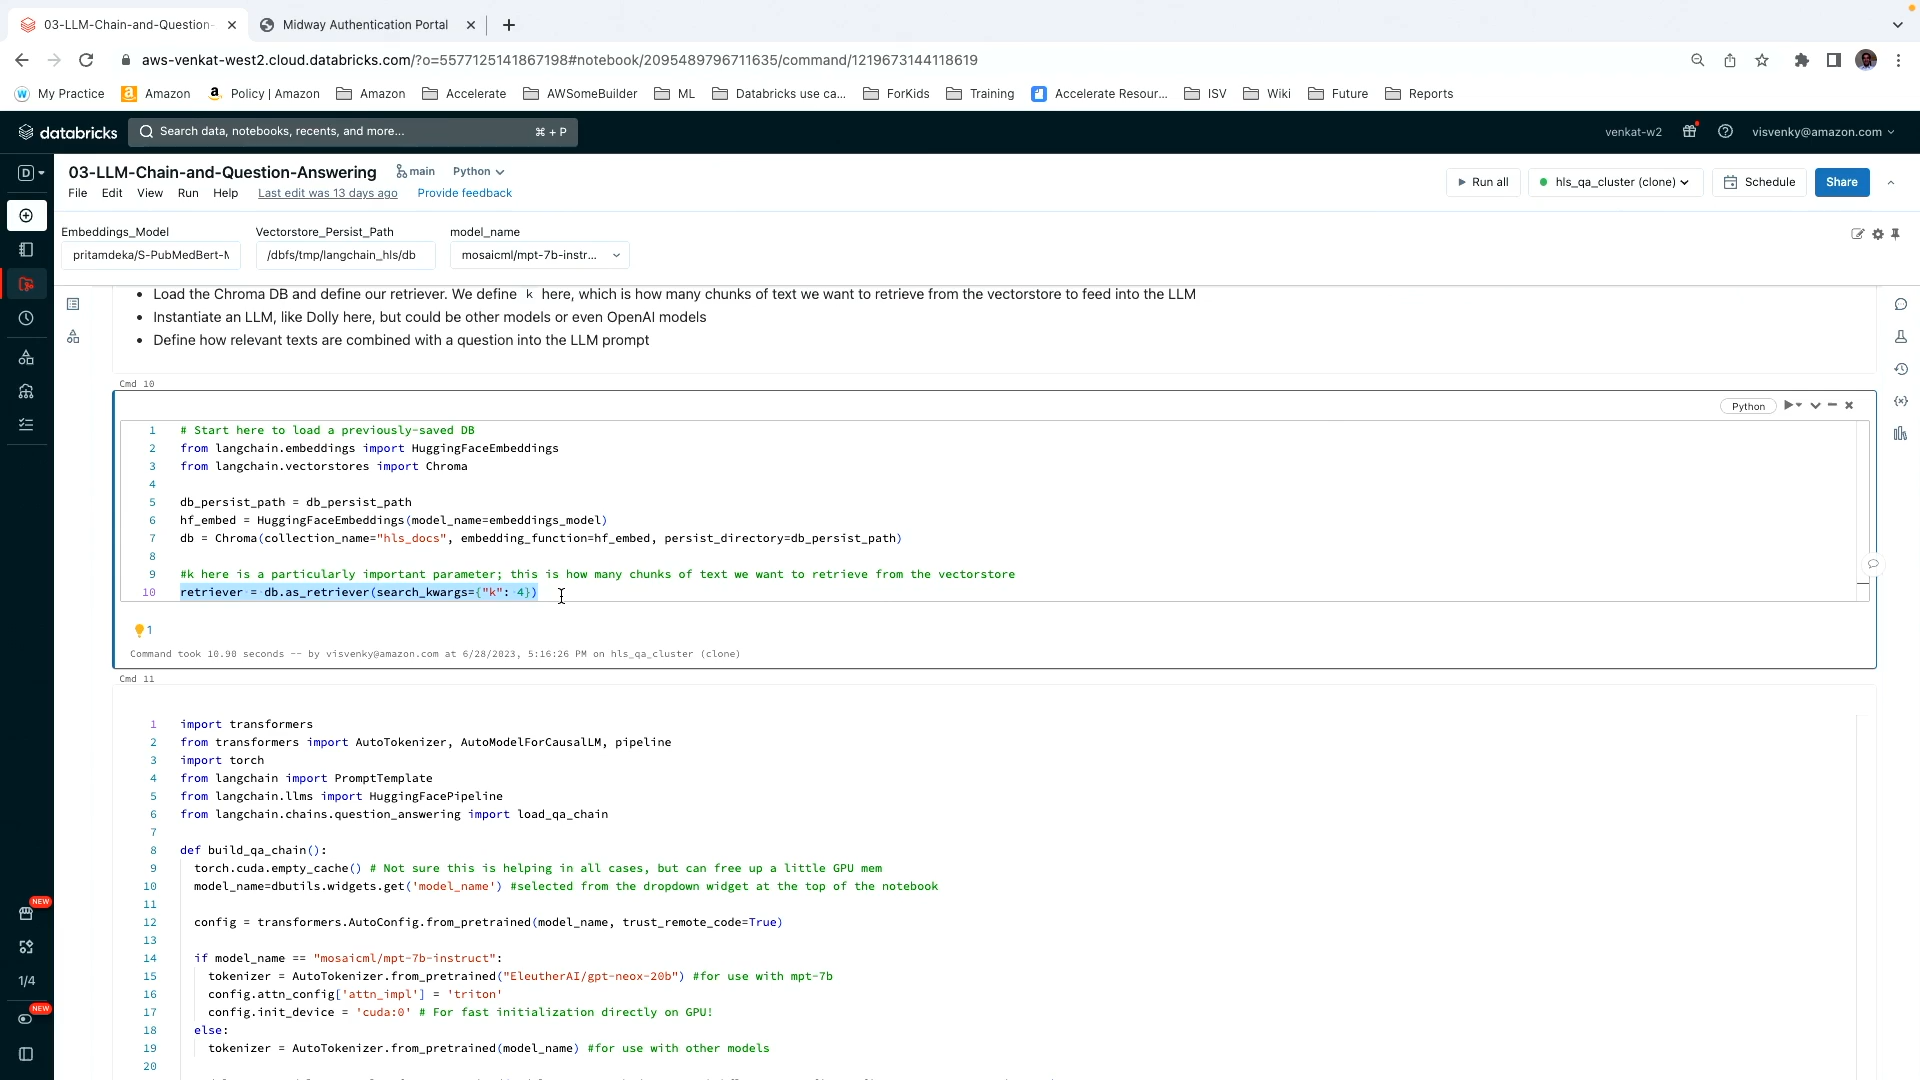 03-LLM-Chain-and-Question-
Midway Authentication Portal
aws-venkat-west2.cloud.databricks.com/?o=5577125141867198#notebook/2095489796711635/command/1219673144118619
My Practice Amazon Policy | Amazon Amazon Accelerate AWSomeBuilder ML Databricks use ca... ForKids Training Accelerate Resour... ISV Wiki Future Reports
databricks Search data, notebooks, recents, and more... ⌘ + P venkat-w2 visvenky@amazon.com
D 03-LLM-Chain-and-Question-Answering main Python
File Edit View Run Help Last edit was 13 days ago Provide feedback
Run all hls_qa_cluster (clone) Schedule Share
Embeddings_Model Vectorstore_Persist_Path model_name
pritamdeka/S-PubMedBert-M /dbfs/tmp/langchain_hls/db mosaicml/mpt-7b-instr...
• Load the Chroma DB and define our retriever. We define k here, which is how many chunks of text we want to retrieve from the vectorstore to feed into the LLM
• Instantiate an LLM, like Dolly here, but could be other models or even OpenAI models
• Define how relevant texts are combined with a question into the LLM prompt
Cmd 10
Python
1 # Start here to load a previously-saved DB
2 from langchain.embeddings import HuggingFaceEmbeddings
3 from langchain.vectorstores import Chroma
4
5 db_persist_path = db_persist_path
6 hf_embed = HuggingFaceEmbeddings(model_name=embeddings_model)
7 db = Chroma(collection_name="hls_docs", embedding_function=hf_embed, persist_directory=db_persist_path)
8
9 #k here is a particularly important parameter; this is how many chunks of text we want to retrieve from the vectorstore
10 retriever = db.as_retriever(search_kwargs={"k": 4})
1
Command took 10.90 seconds -- by visvenky@amazon.com at 6/28/2023, 5:16:26 PM on hls_qa_cluster (clone)
Cmd 11
1 import transformers
2 from transformers import AutoTokenizer, AutoModelForCausalLM, pipeline
3 import torch
4 from langchain import PromptTemplate
5 from langchain.llms import HuggingFacePipeline
6 from langchain.chains.question_answering import load_qa_chain
7
8 def build_qa_chain():
9 torch.cuda.empty_cache() # Not sure this is helping in all cases, but can free up a little GPU mem
10 model_name=dbutils.widgets.get('model_name') #selected from the dropdown widget at the top of the notebook
11
12 config = transformers.AutoConfig.from_pretrained(model_name, trust_remote_code=True)
13
14 if model_name == "mosaicml/mpt-7b-instruct":
15 tokenizer = AutoTokenizer.from_pretrained("EleutherAI/gpt-neox-20b") #for use with mpt-7b
16 config.attn_config['attn_impl'] = 'triton'
17 config.init_device = 'cuda:0' # For fast initialization directly on GPU!
18 else:
19 tokenizer = AutoTokenizer.from_pretrained(model_name) #for use with other models
20
NEW
1/4
NEW